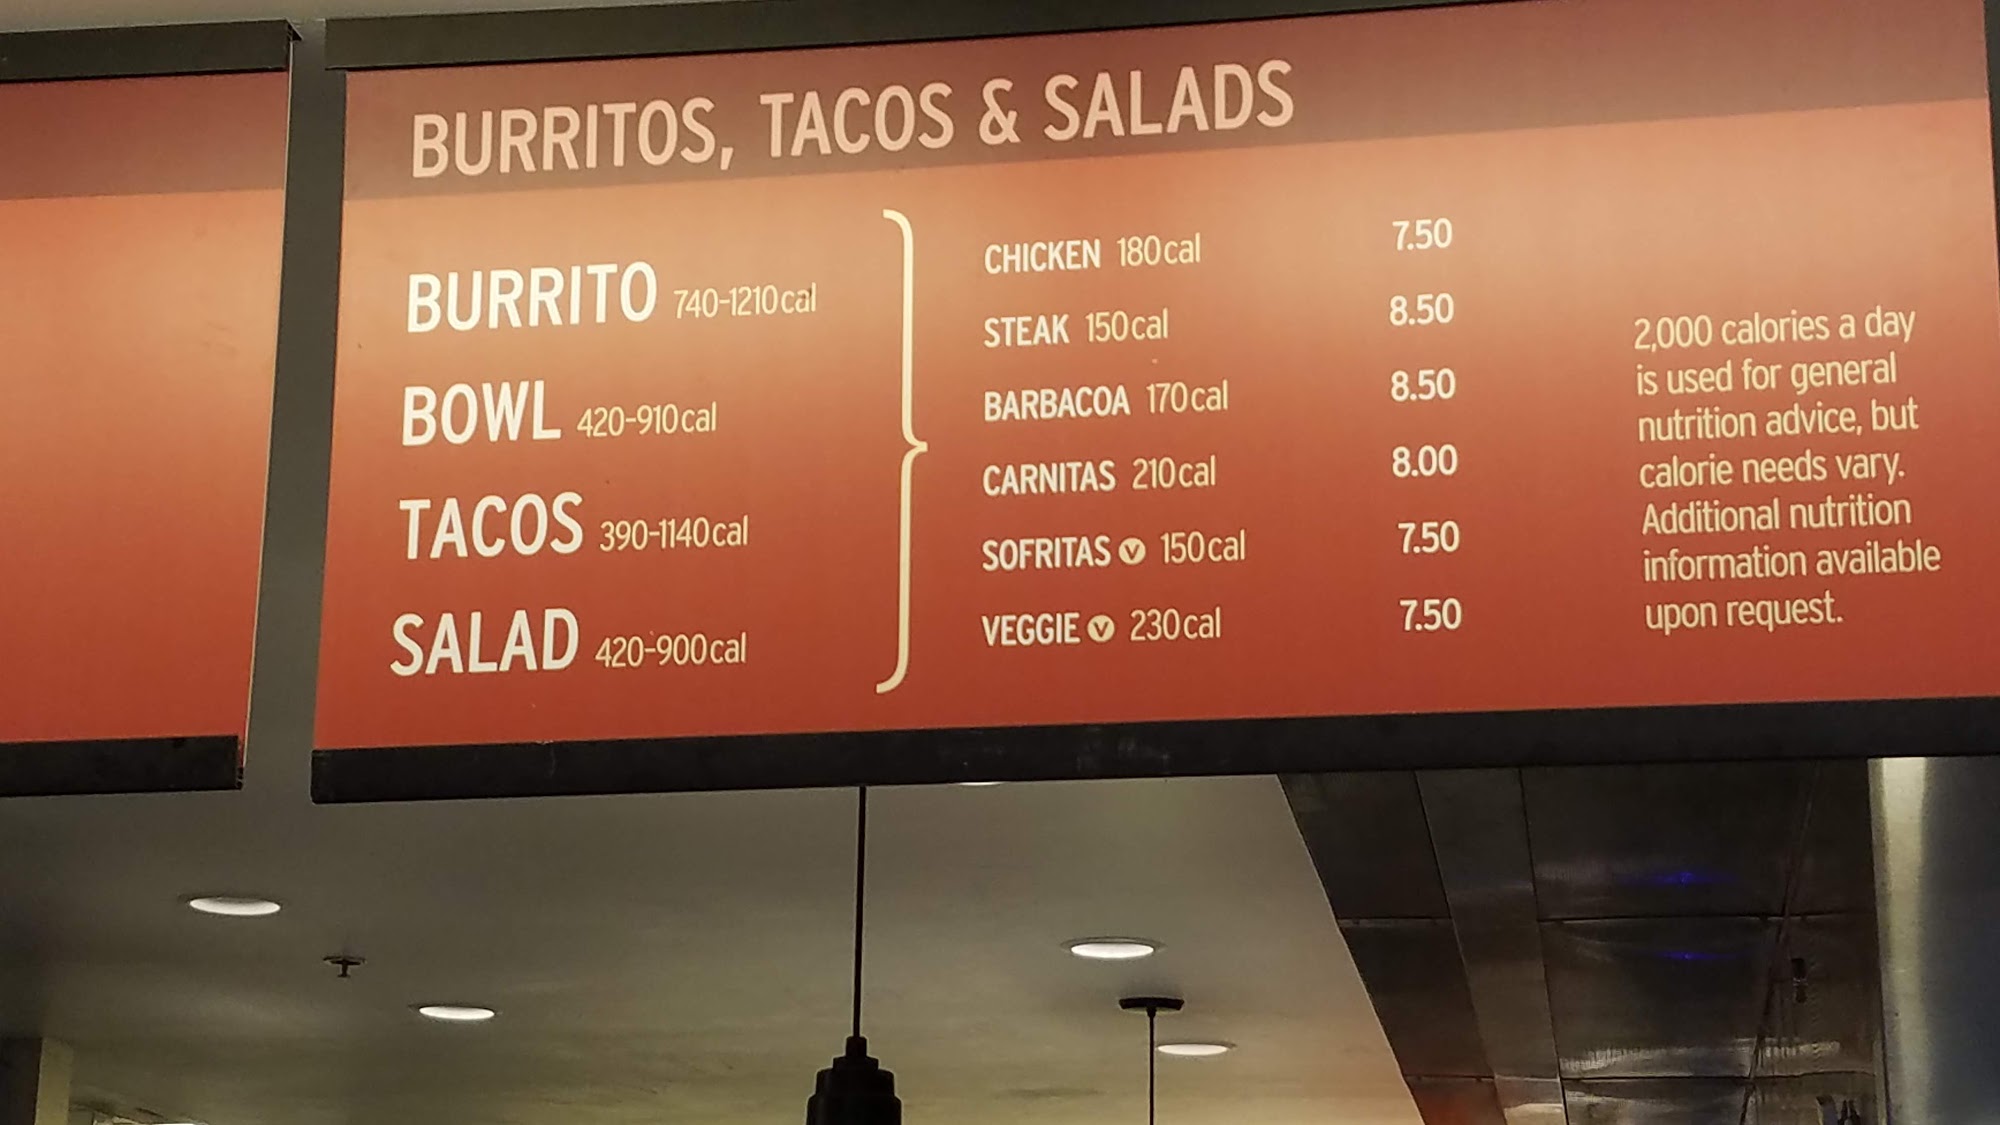 BURRITOS, TACOS & SALADS
BURRITO 740-1210cal
BOWL 420-910cal
TACOS 390-1140cal
SALAD 420-900cal
CHICKEN 180cal 7.50
STEAK 150cal 8.50
BARBACOA 170cal 8.50
CARNITAS 210cal 8.00
SOFRITAS V 150cal 7.50
VEGGIE V 230cal 7.50
2,000 calories a day
is used for general
nutrition advice, but
calorie needs vary.
Additional nutrition
information available
upon request.